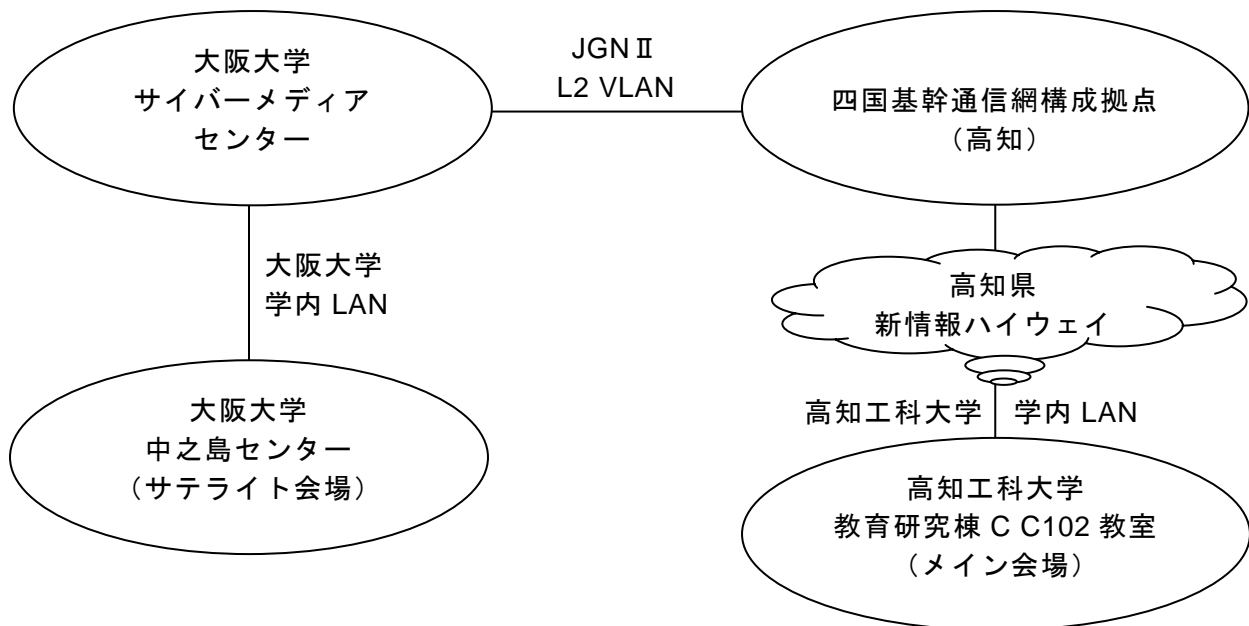 大阪大学
サイバーメディア
センター
JGNⅡ
L2 VLAN
四国基幹通信網構成拠点
（高知）
大阪大学
学内 LAN
高知県
新情報ハイウェイ
大阪大学
中之島センター
（サテライト会場）
高知工科大学 学内 LAN
高知工科大学
教育研究棟 C C102 教室
（メイン会場）